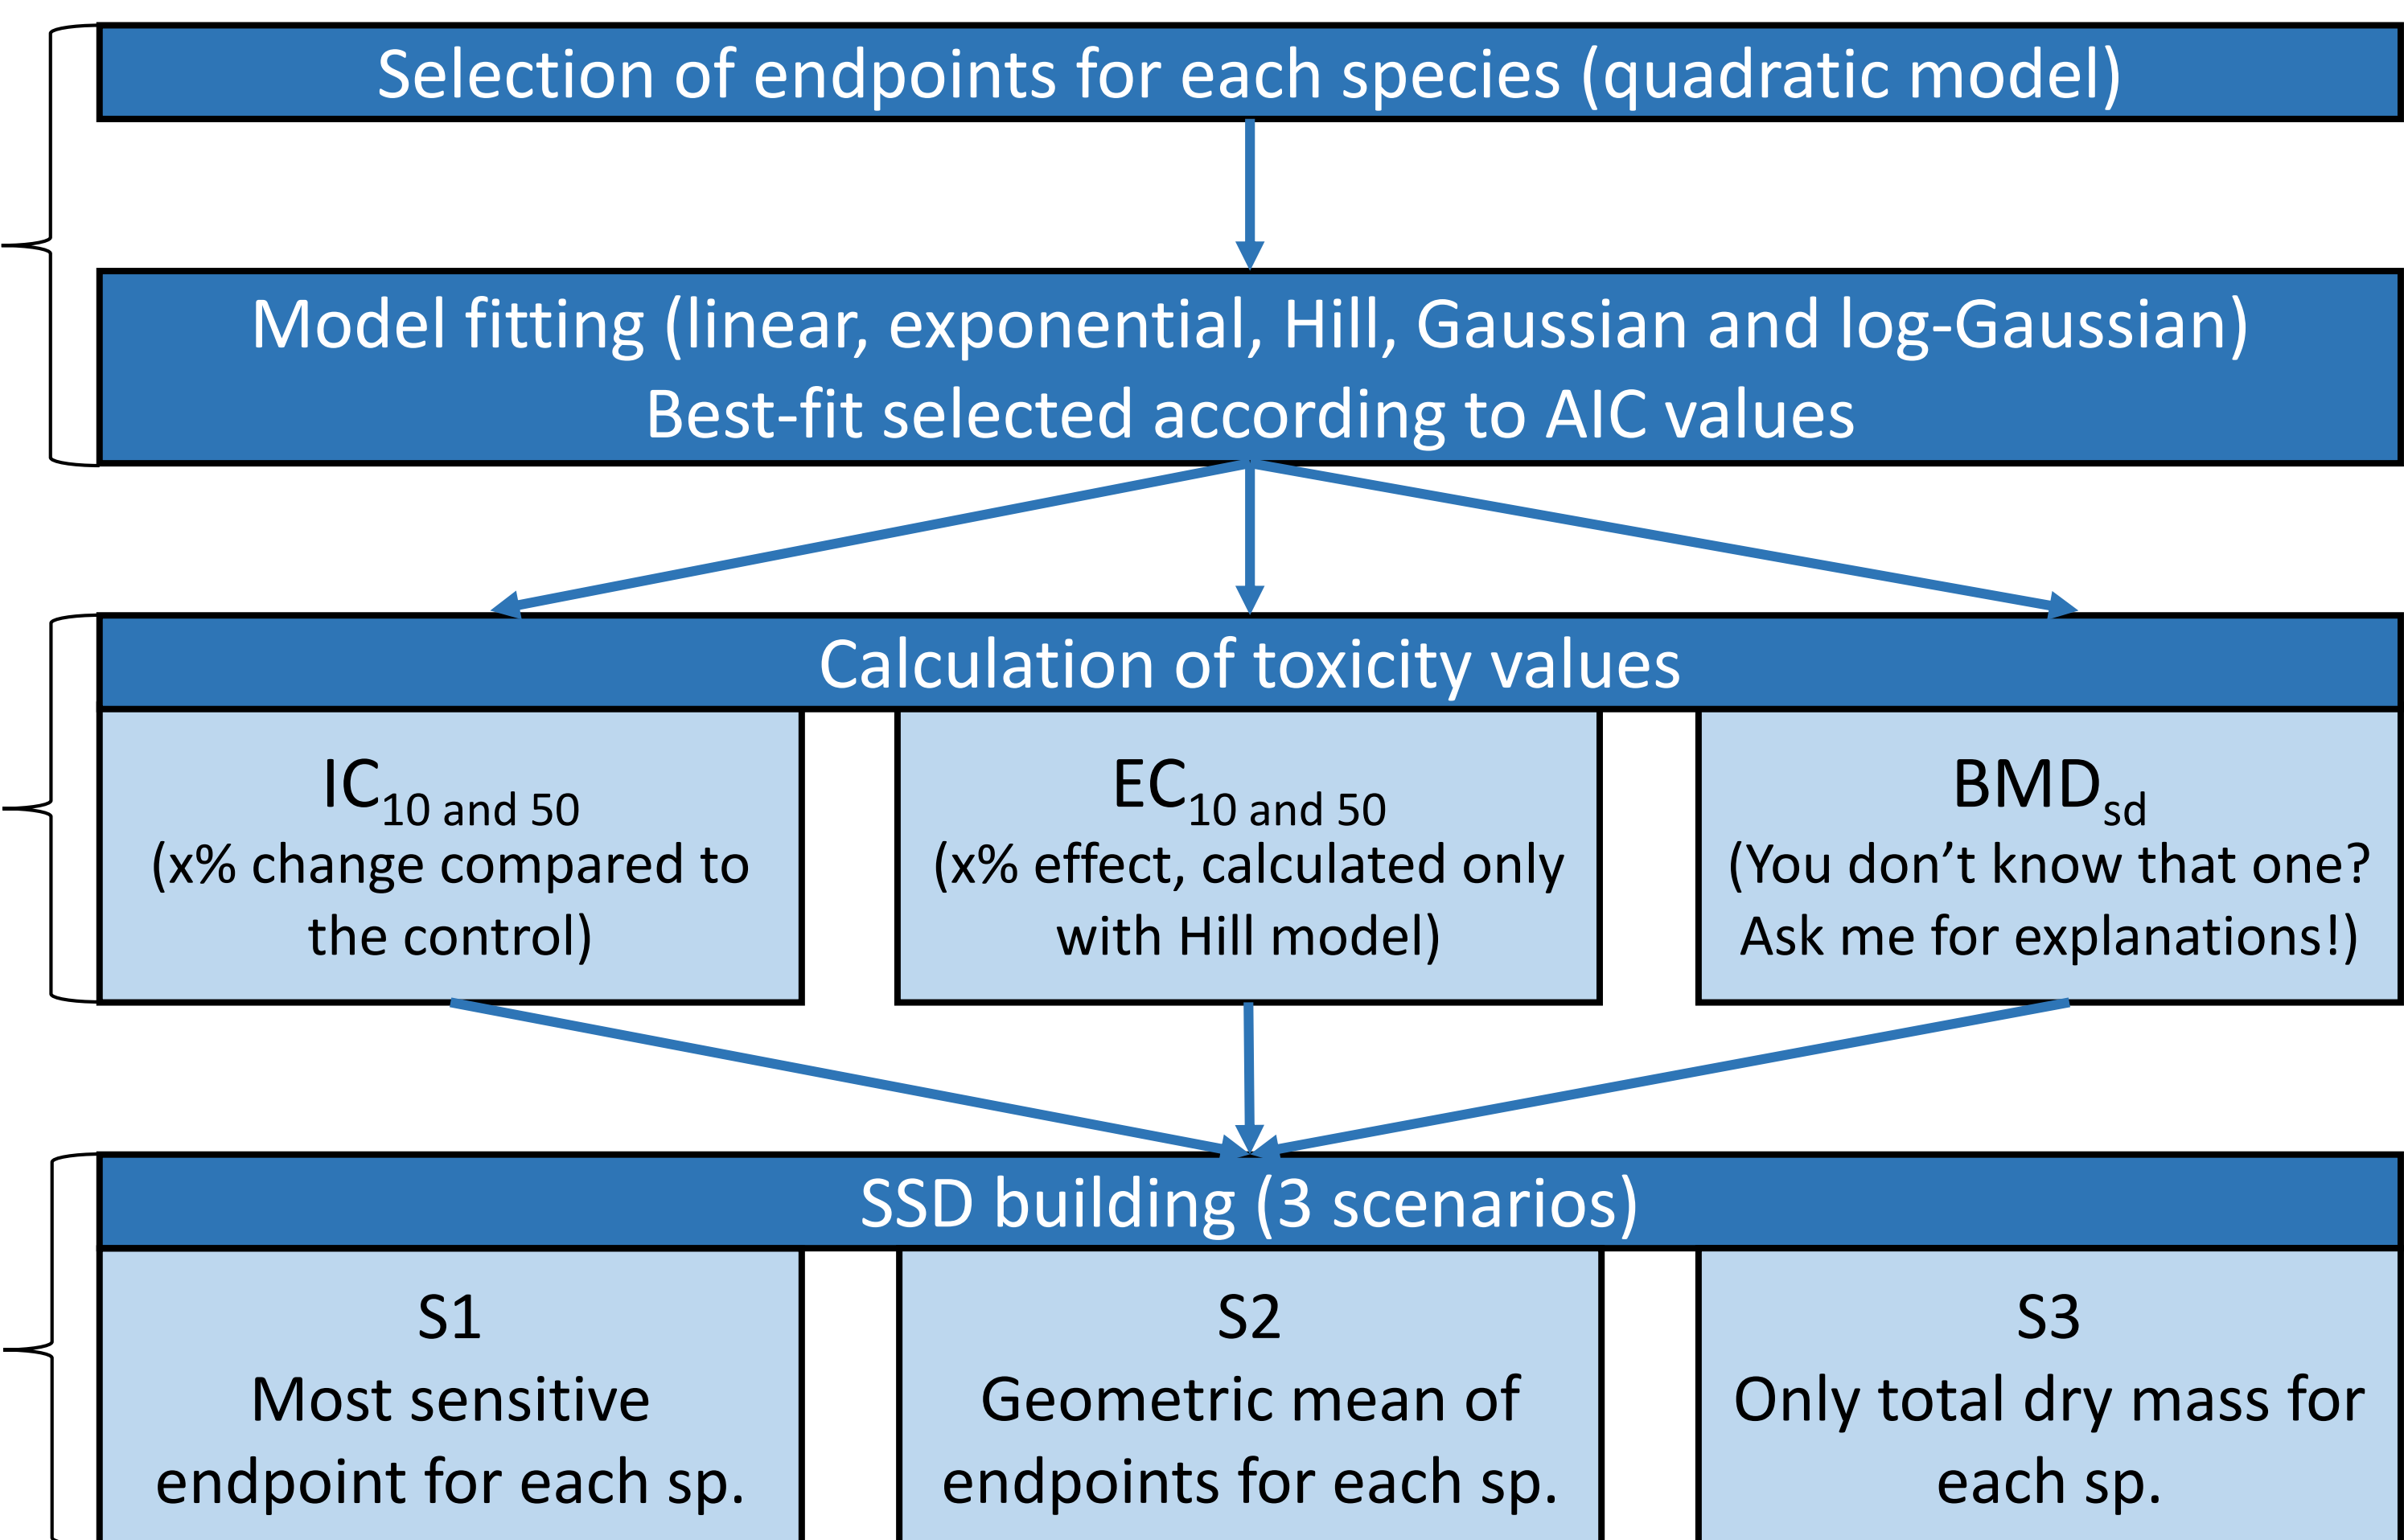 Selection of endpoints for each species (quadratic model)
Model fitting (linear, exponential, Hill, Gaussian and log-Gaussian)
Best-fit selected according to AIC values
Calculation of toxicity values
IC10 and 50
(x% change compared to
the control)
EC10 and 50
(x% effect, calculated only
with Hill model)
BMDsd
(You don’t know that one?
Ask me for explanations!)
SSD building (3 scenarios)
S1
Most sensitive
endpoint for each sp.
S2
Geometric mean of
endpoints for each sp.
S3
Only total dry mass for
each sp.